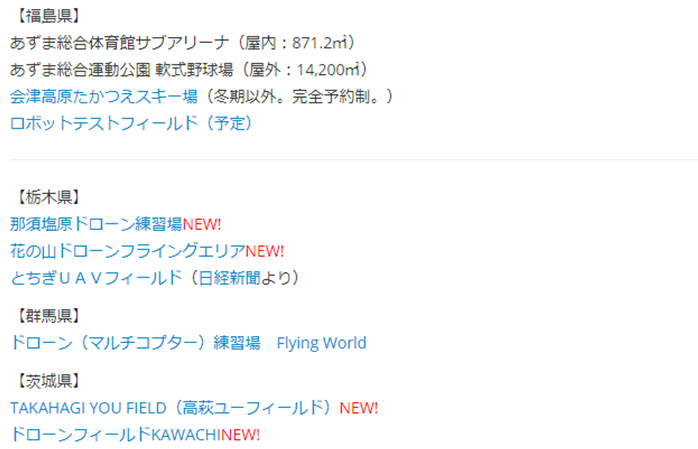 【福島県】
あずま総合体育館サブアリーナ（屋内：871.2㎡）
あずま総合運動公園 軟式野球場（屋外：14,200㎡）
会津高原たかつえスキー場（冬期以外。完全予約制。）
ロボットテストフィールド（予定）
【栃木県】
那須塩原ドローン練習場NEW!
花の山ドローンフライングエリアNEW!
とちぎＵＡＶフィールド（日経新聞より）
【群馬県】
ドローン（マルチコプター）練習場　Flying World
【茨城県】
TAKAHAGI YOU FIELD（高萩ユーフィールド）NEW!
ドローンフィールドKAWACHINEW!